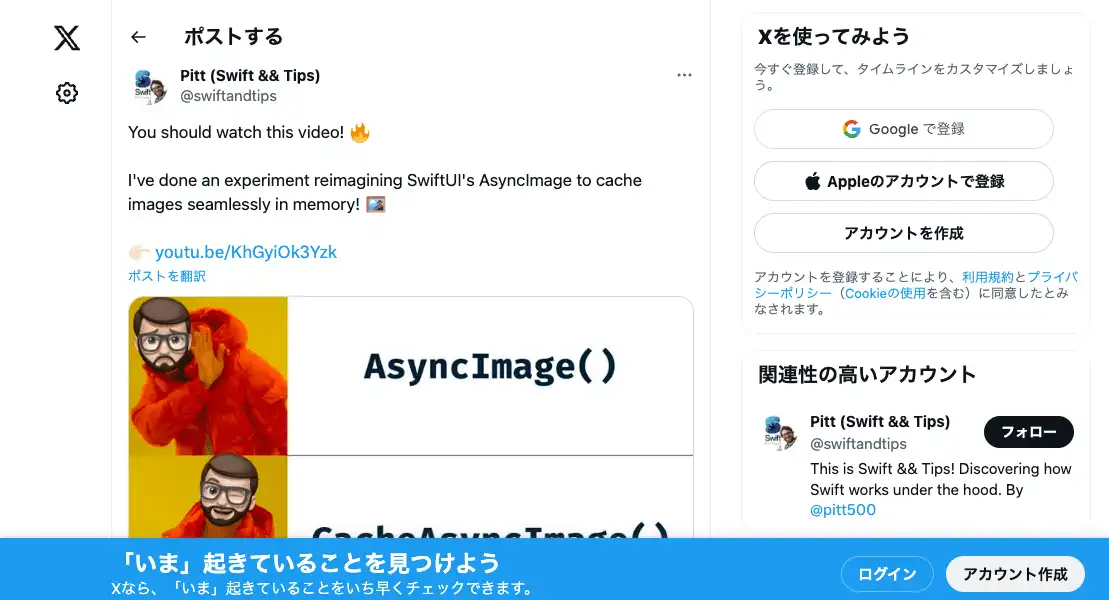 ポストする
Pitt (Swift && Tips)
@swiftandtips
You should watch this video! 🔥
I've done an experiment reimagining SwiftUI's AsyncImage to cache
images seamlessly in memory! 🖼️
👉🏻 youtu.be/KhGyiOk3Yzk
ポストを翻訳
AsyncImage()
CacheAsyncImage()
Xを使ってみよう
今すぐ登録して、タイムラインをカスタマイズしましょ
う。
Google で登録
Appleのアカウントで登録
アカウントを作成
アカウントを登録することにより、利用規約とプライバ
シーポリシー（Cookieの使用を含む）に同意したとみ
なされます。
関連性の高いアカウント
Pitt (Swift && Tips)
@swiftandtips
フォロー
This is Swift && Tips! Discovering how
Swift works under the hood. By
@pitt500
「いま」起きていることを見つけよう
Xなら、「いま」起きていることをいち早くチェックできます。
ログイン
アカウント作成